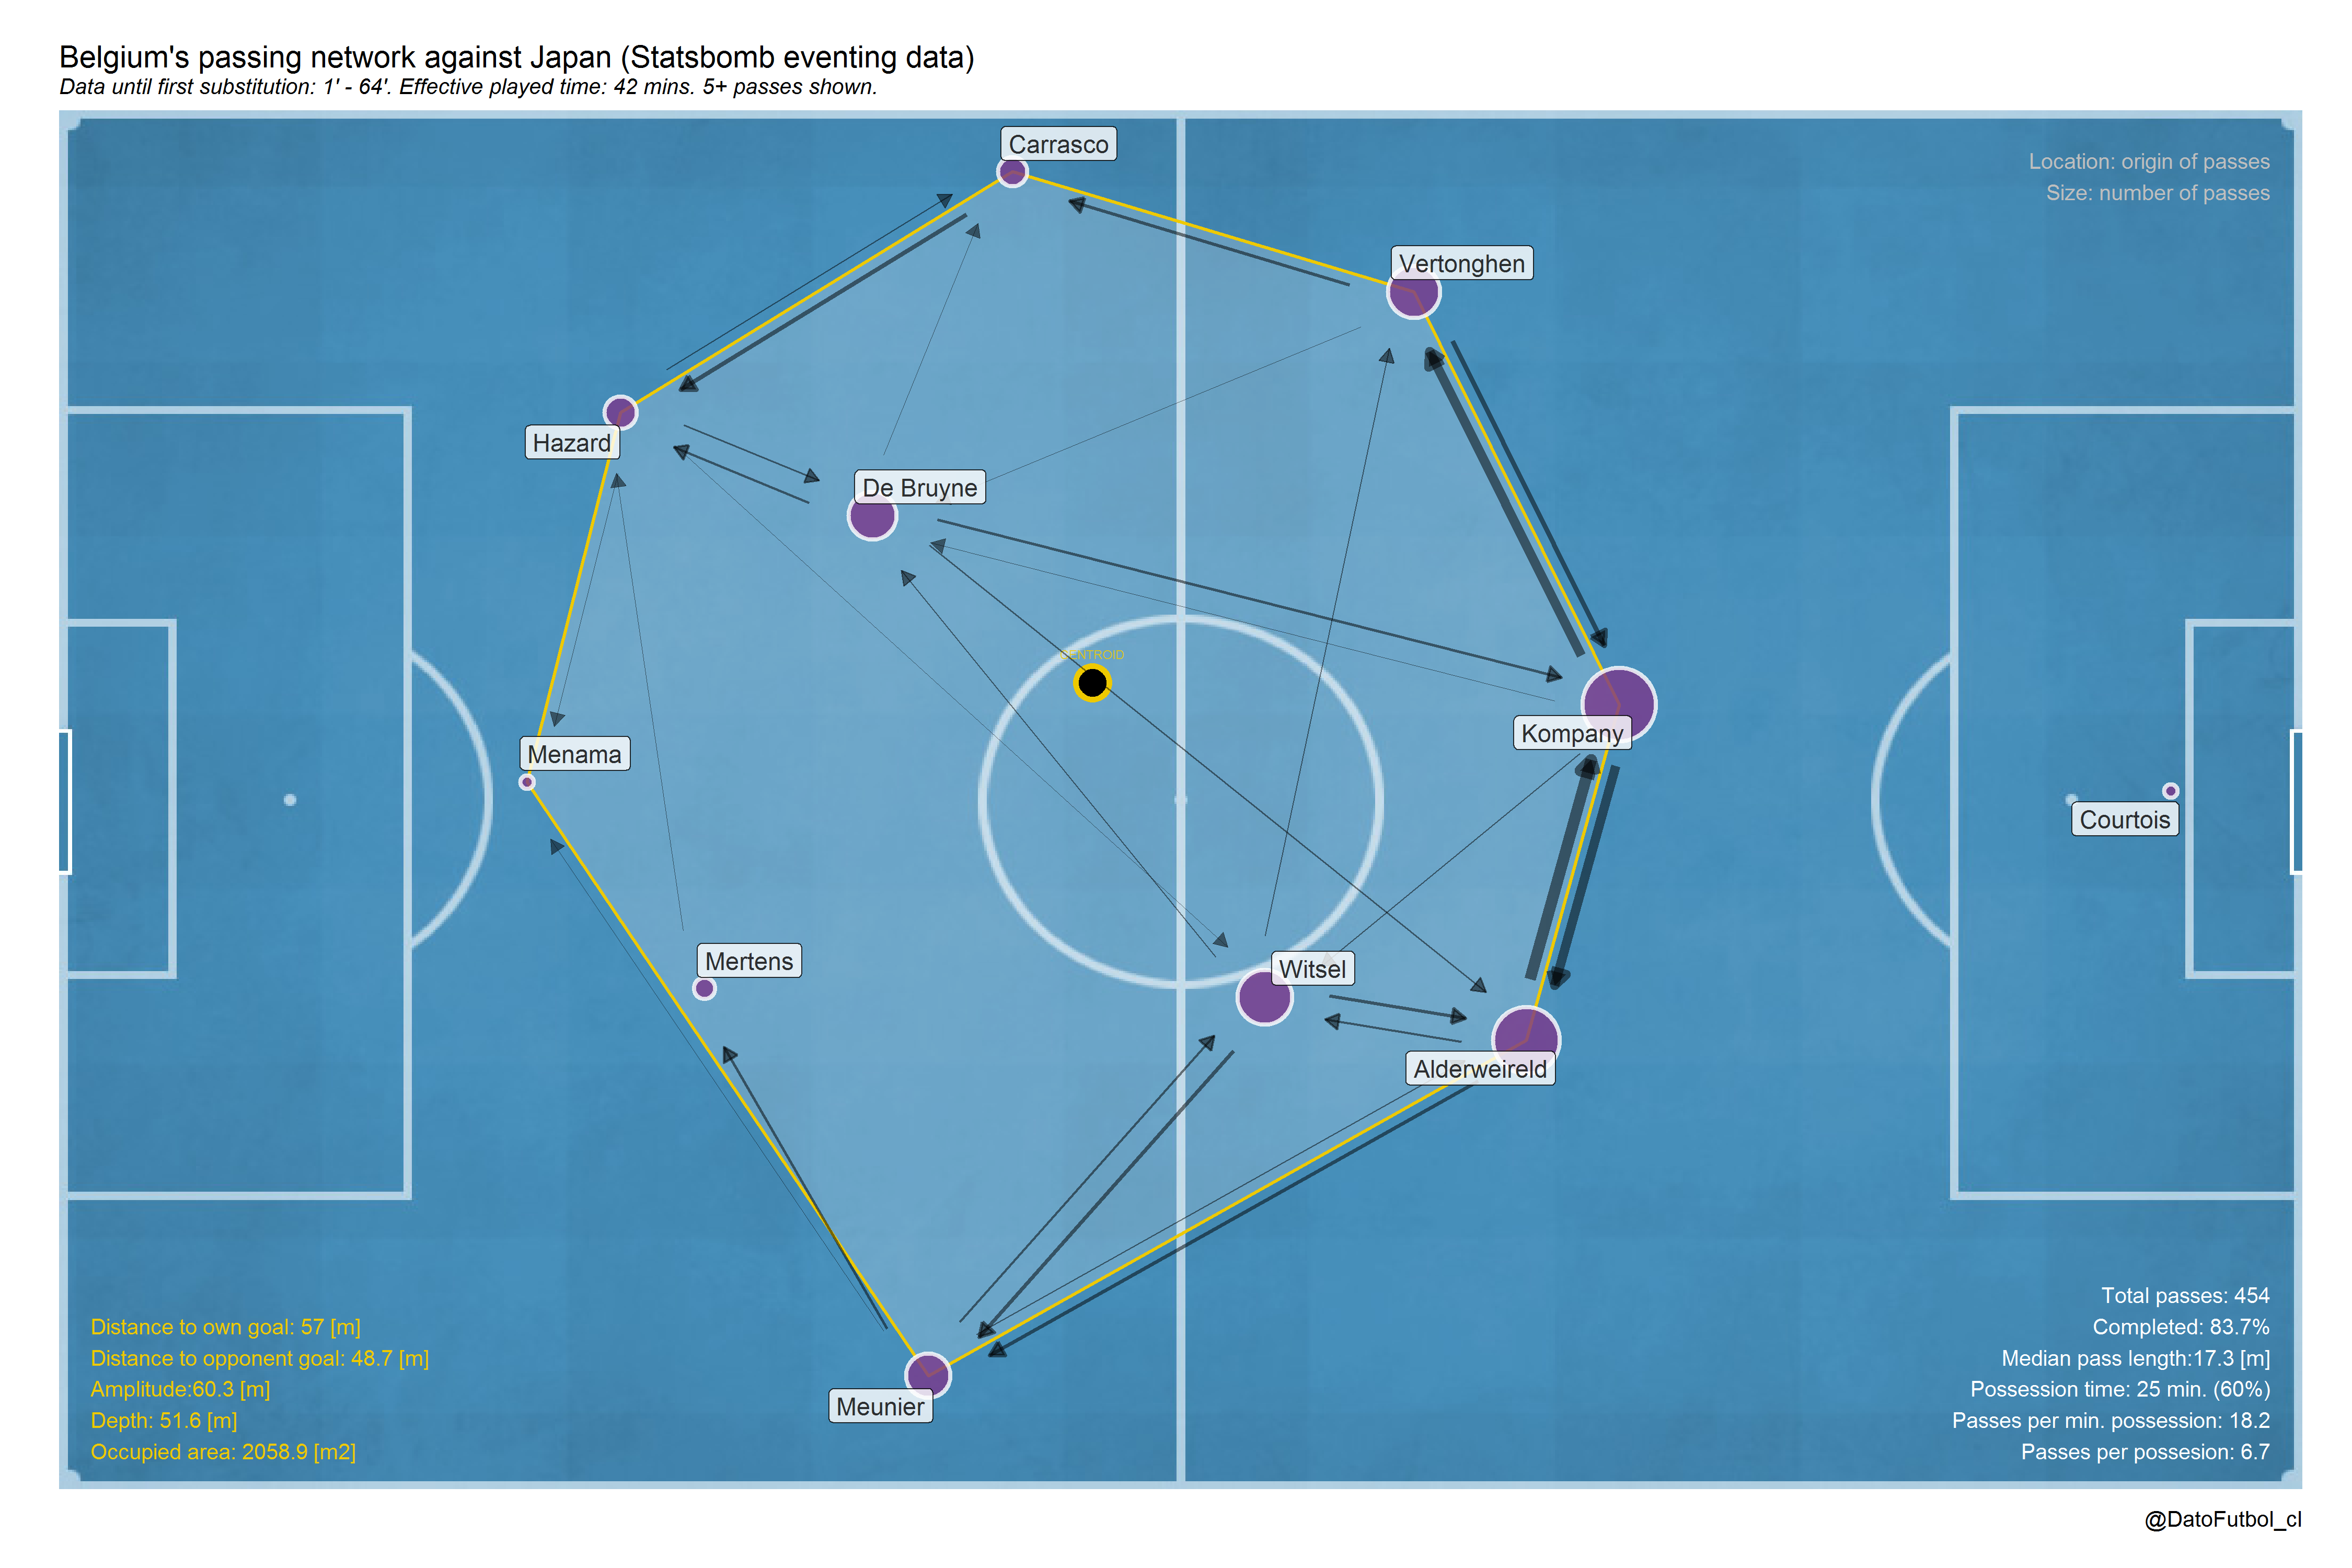 Belgium's passing network against Japan (Statsbomb eventing data)
Data until first substitution: 1' - 64'. Effective played time: 42 mins. 5+ passes shown.
Carrasco
Location: origin of passes
Size: number of passes
Vertonghen
Hazard
De Bruyne
CENTROID
Kompany
Menama
Courtois
Mertens
Witsel
Alderweireld
Meunier
Distance to own goal: 57 [m]
Distance to opponent goal: 48.7 [m]
Amplitude:60.3 [m]
Depth: 51.6 [m]
Occupied area: 2058.9 [m2]
Total passes: 454
Completed: 83.7%
Median pass length:17.3 [m]
Possession time: 25 min. (60%)
Passes per min. possession: 18.2
Passes per possesion: 6.7
@DatoFutbol_cl